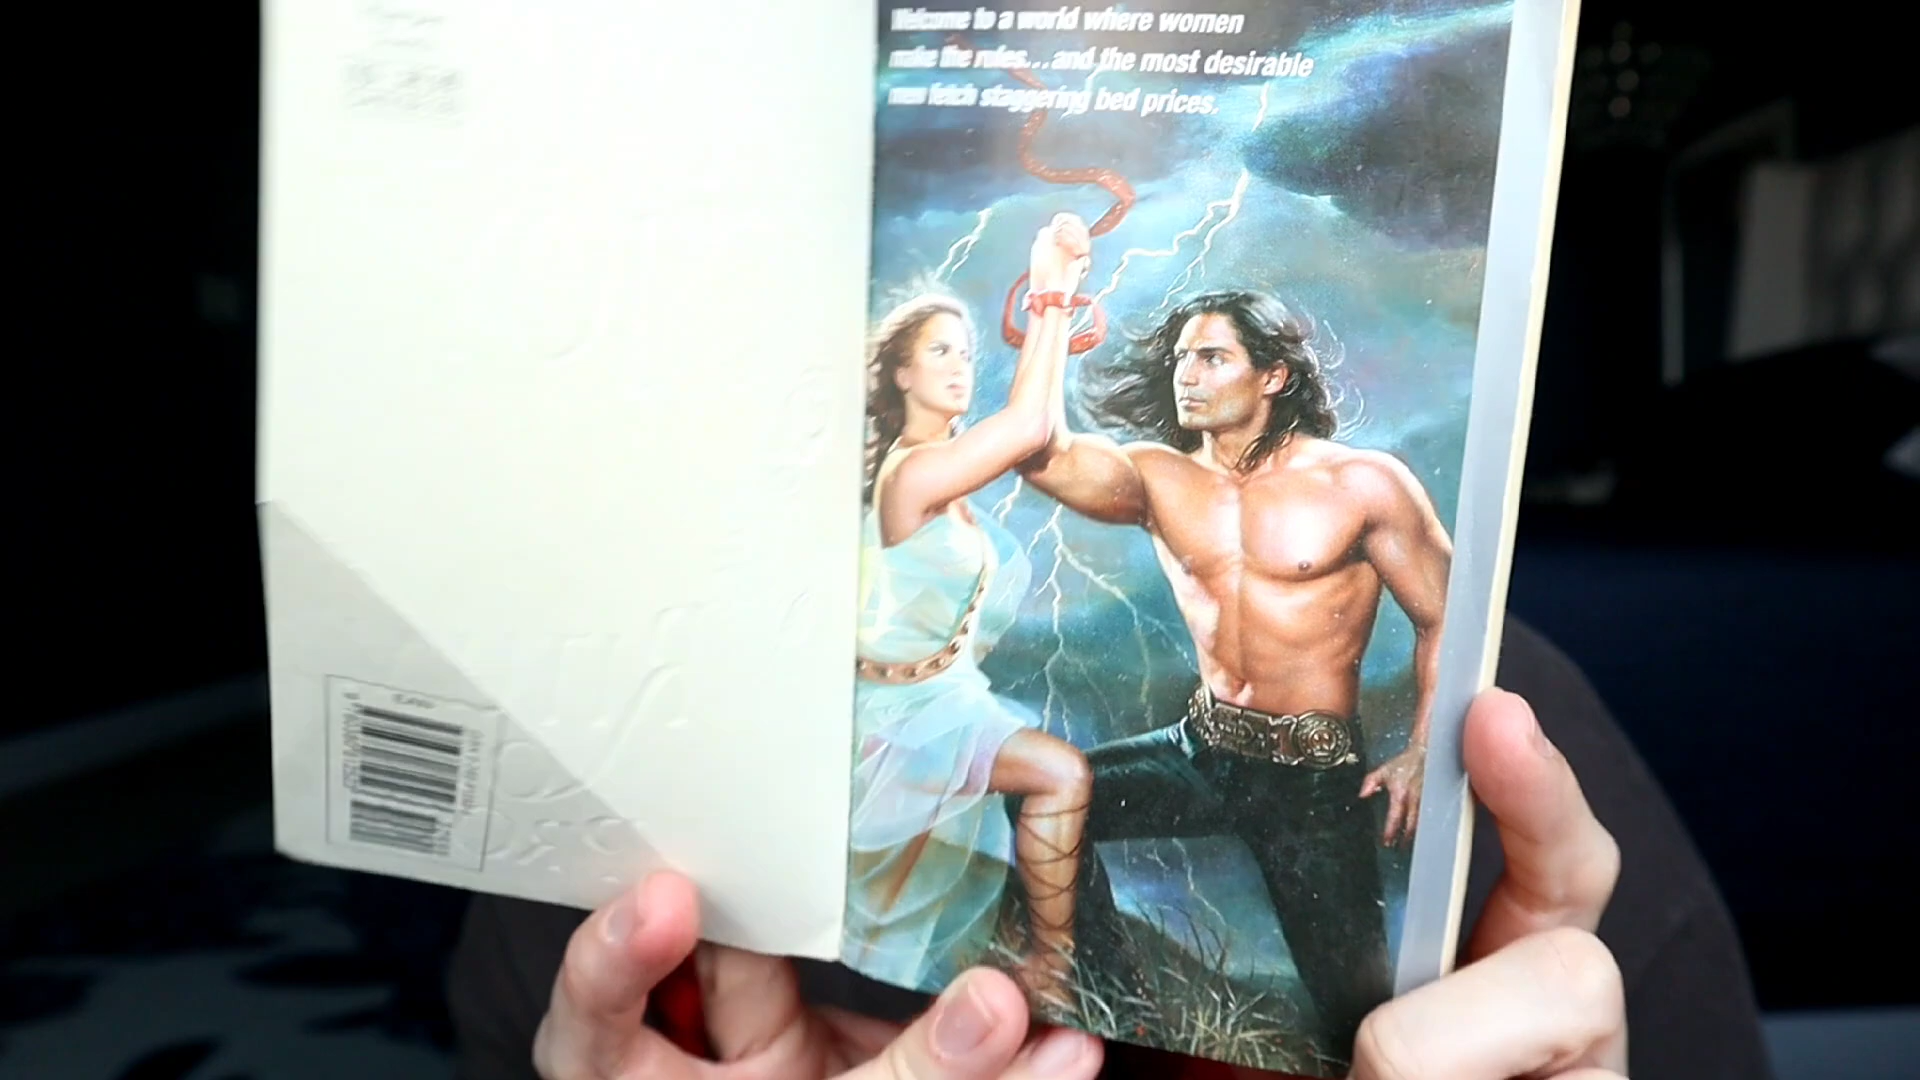 Welcome to a world where women
make the rules...and the most desirable
men fetch staggering bed prices.